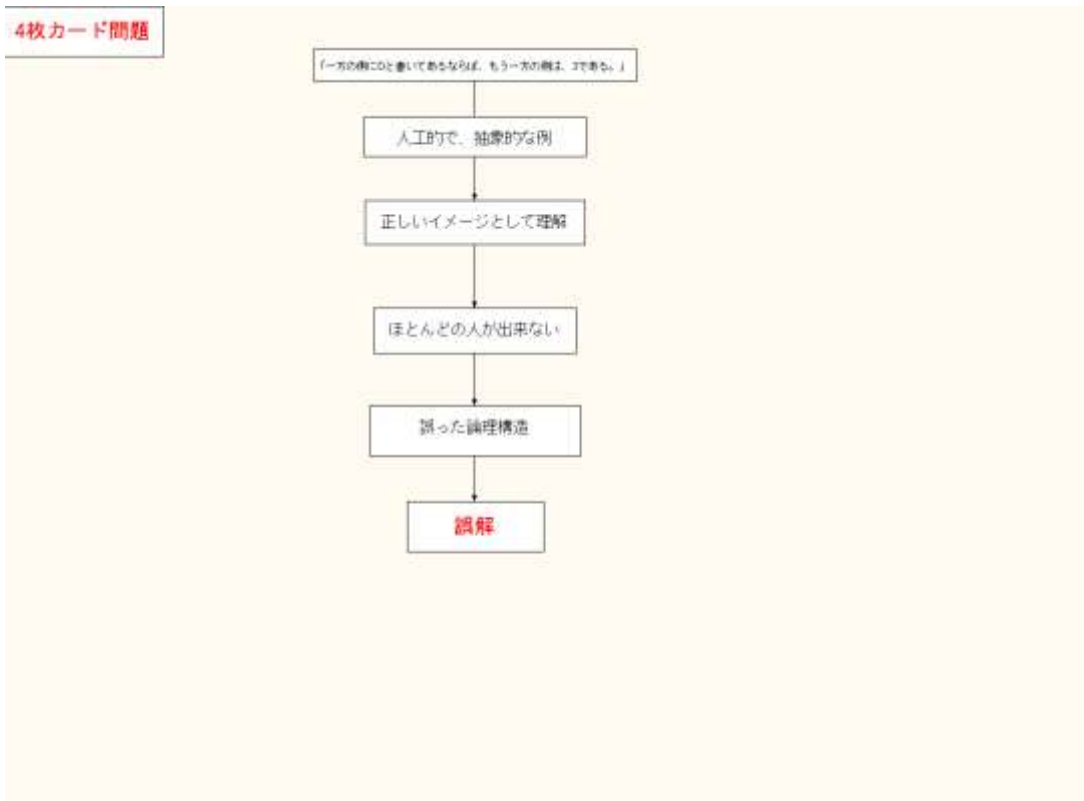 4枚カード問題
「一方の側にDと書いてあるならば、もう一方の側は、3である。」
人工的で、抽象的な例
正しいイメージとして理解
ほとんどの人が出来ない
誤った論理構造
誤解